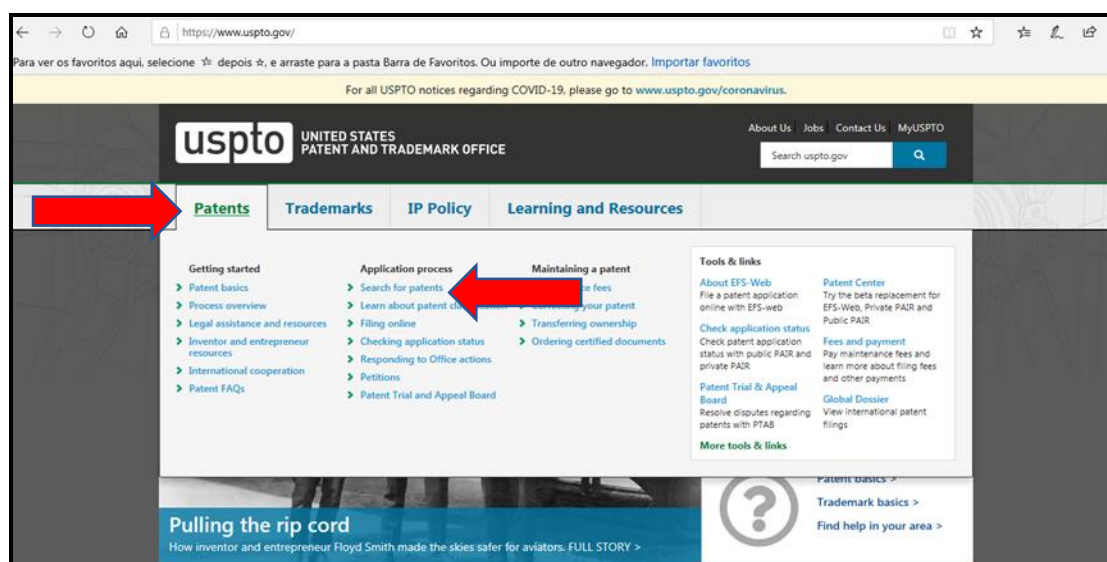 https://www.uspto.gov/
Para ver os favoritos aqui, selecione depois ☆, e arraste para a pasta Barra de Favoritos. Ou importe de outro navegador. Importar favoritos
For all USPTO notices regarding COVID-19, please go to www.uspto.gov/coronavirus.
About Us Jobs Contact Us MyUSPTO
uspto UNITED STATES
PATENT AND TRADEMARK OFFICE
Search uspto.gov
Patents Trademarks IP Policy Learning and Resources
Getting started
Patent basics
Process overview
Legal assistance and resources
Inventor and entrepreneur
resources
International cooperation
Patent FAQs
Application process
Search for patents
Learn about patent
Filing online
Checking application status
Responding to Office actions
Petitions
Patent Trial and Appeal Board
Maintaining a patent
fees
your patent
Transferring ownership
Ordering certified documents
Tools & links
About EFS-Web
File a patent application
online with EFS-web
Check application status
Check patent application
status with public PAIR and
private PAIR
Patent Trial & Appeal
Board
Resolve disputes regarding
patents with PTAB
More tools & links
Patent Center
Try the beta replacement for
EFS-Web, Private PAIR and
Public PAIR
Fees and payment
Pay maintenance fees and
learn more about filing fees
and other payments
Global Dossier
View international patent
filings
Patent basics >
Trademark basics >
Find help in your area >
Pulling the rip cord
How inventor and entrepreneur Floyd Smith made the skies safer for aviators. FULL STORY >